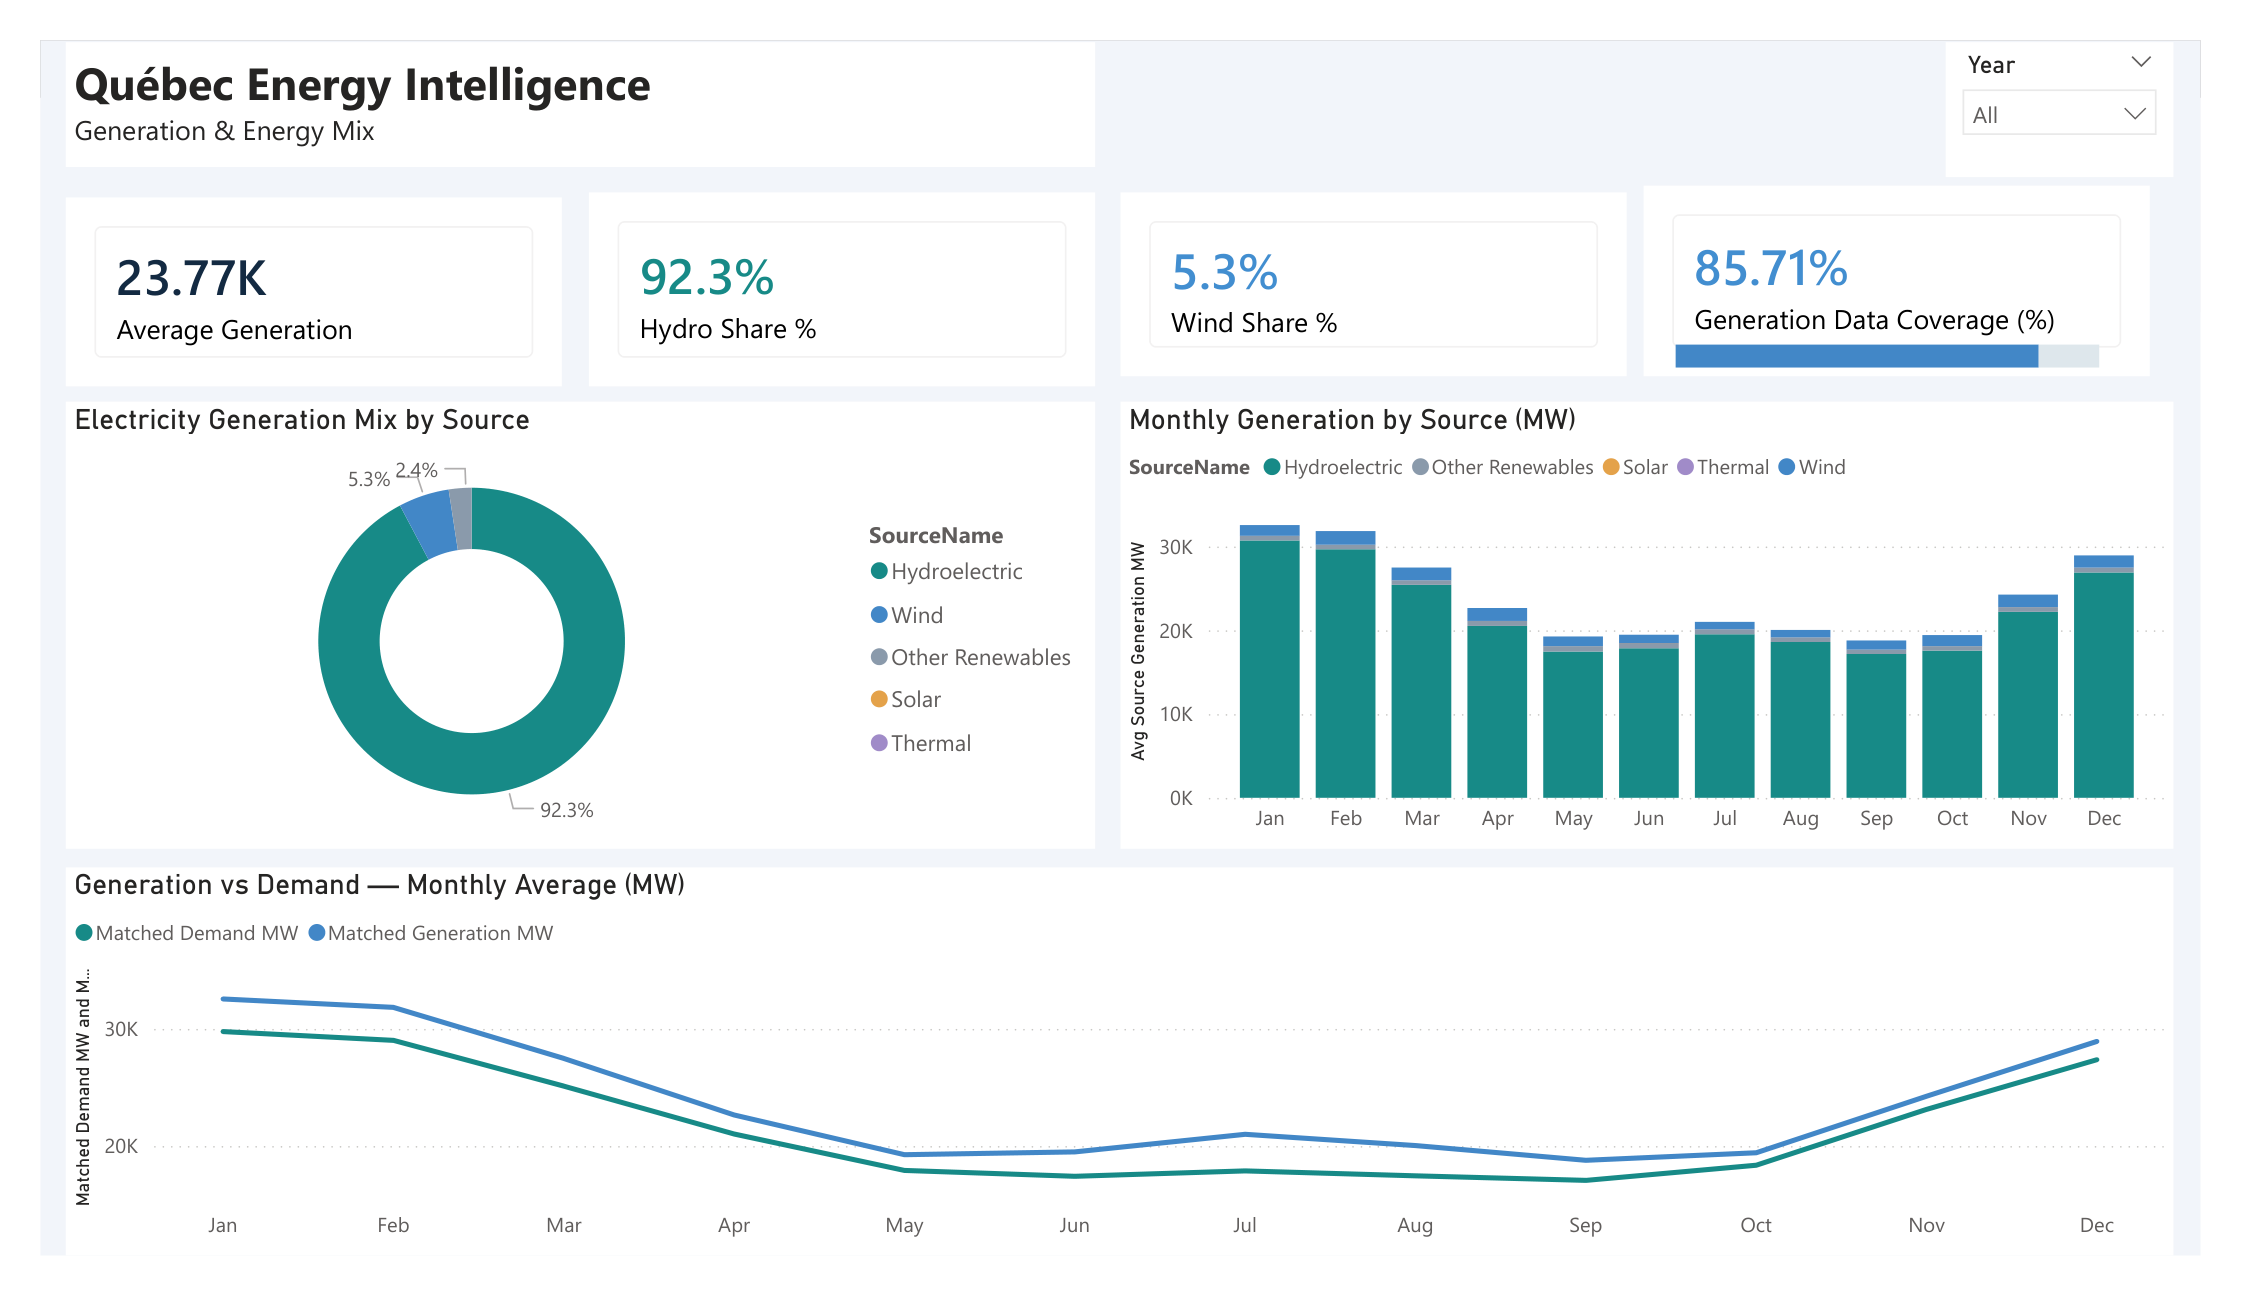 Québec Energy Intelligence
Generation & Energy Mix
Year
All
23.77K
Average Generation
92.3%
Hydro Share %
5.3%
Wind Share %
85.71%
Generation Data Coverage (%)
Electricity Generation Mix by Source
5.3%
2.4%
92.3%
SourceName
Hydroelectric
Wind
Other Renewables
Solar
Thermal
Monthly Generation by Source (MW)
SourceName Hydroelectric Other Renewables Solar Thermal Wind
Avg Source Generation MW
30K
20K
10K
0K
Jan Feb Mar Apr May Jun Jul Aug Sep Oct Nov Dec
Generation vs Demand — Monthly Average (MW)
Matched Demand MW Matched Generation MW
Matched Demand MW and M...
30K
20K
Jan Feb Mar Apr May Jun Jul Aug Sep Oct Nov Dec